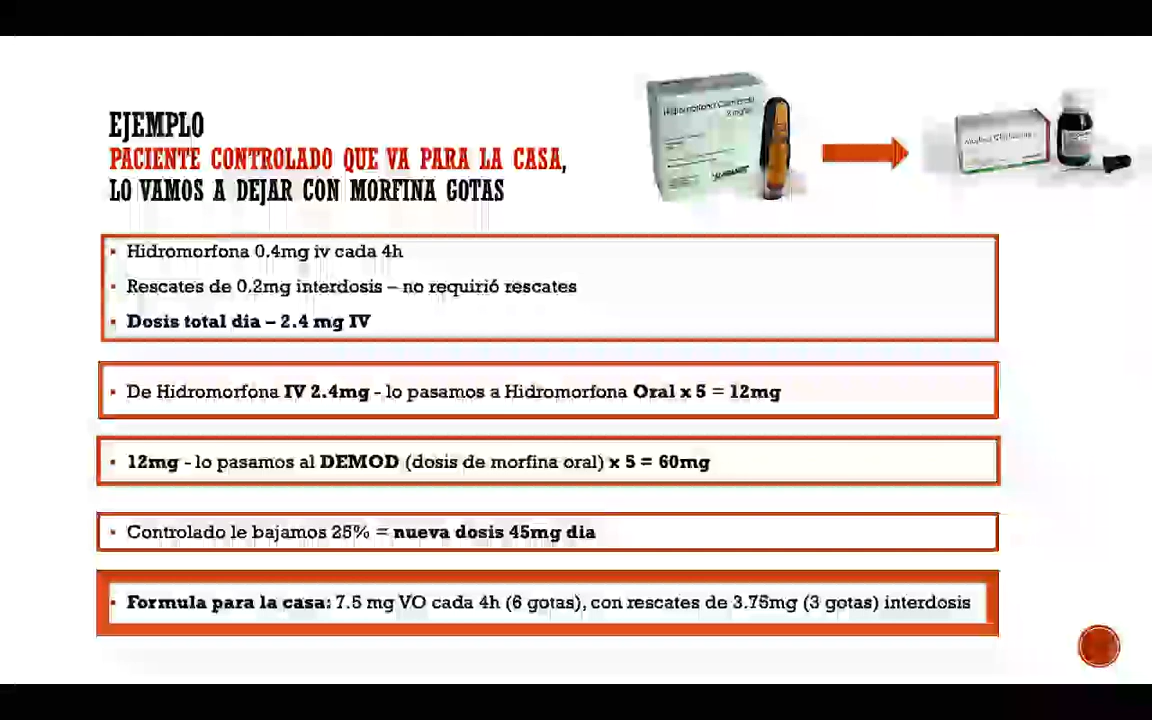 EJEMPLO
PACIENTE CONTROLADO QUE VA PARA LA CASA,
LO VAMOS A DEJAR CON MORFINA GOTAS
▪ Hidromorfona 0.4mg iv cada 4h
▪ Rescates de 0.2mg interdosis – no requirió rescates
▪ Dosis total dia – 2.4 mg IV
▪ De Hidromorfona IV 2.4mg - lo pasamos a Hidromorfona Oral x 5 = 12mg
▪ 12mg - lo pasamos al DEMOD (dosis de morfina oral) x 5 = 60mg
▪ Controlado le bajamos 25% = nueva dosis 45mg dia
▪ Formula para la casa: 7.5 mg VO cada 4h (6 gotas), con rescates de 3.75mg (3 gotas) interdosis